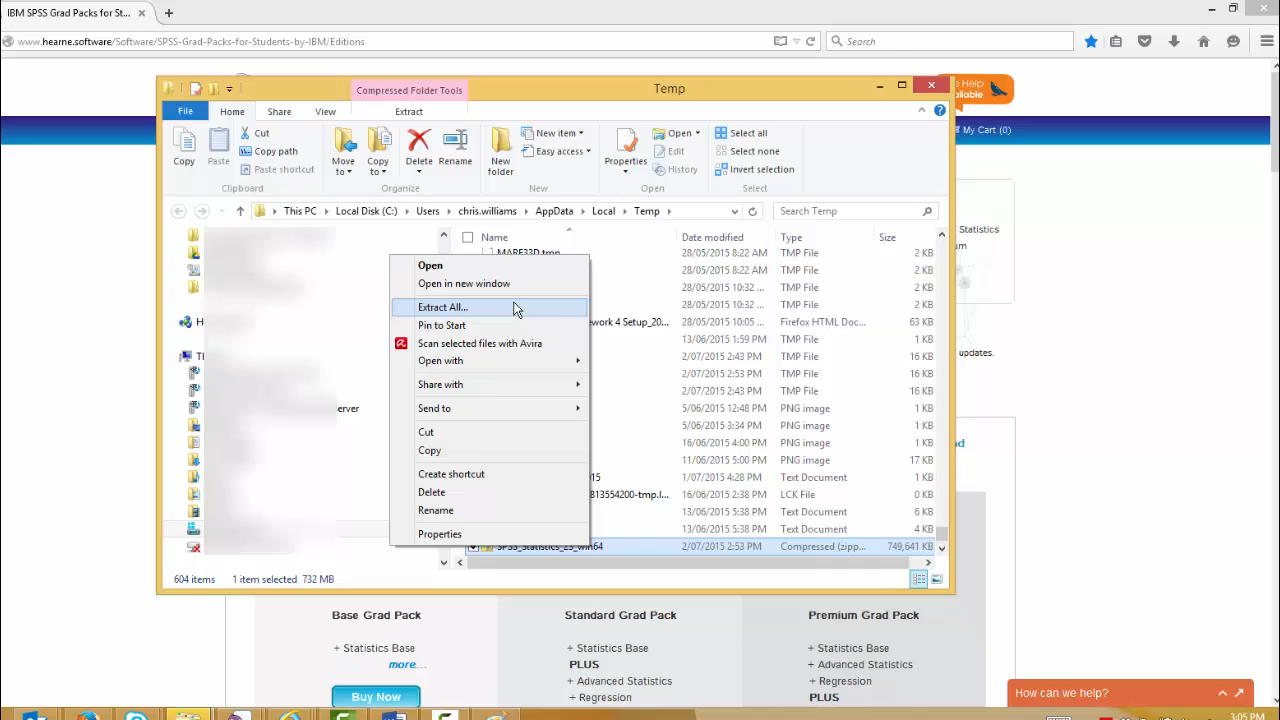 IBM SPSS Grad Packs for St...
www.hearne.software/Software/SPSS-Grad-Packs-for-Students-by-IBM/Editions
Search
Compressed Folder Tools
Temp
e Help
ailable
File
Home
Share
View
Extract
My Cart (0)
Copy
Paste
Cut
Copy path
Paste shortcut
Clipboard
Move to
Copy to
Delete
Rename
Organize
New folder
New item
Easy access
New
Properties
Open
Edit
History
Open
Select all
Select none
Invert selection
Select
This PC
Local Disk (C:)
Users
chris.williams
AppData
Local
Temp
Search Temp
Name
Date modified
Type
Size
Statistics
um
updates.
MARF33D.tmp
28/05/2015 8:22 AM TMP File 2 KB
28/05/2015 8:22 AM TMP File 2 KB
28/05/2015 10:32 ... TMP File 2 KB
28/05/2015 10:32 ... TMP File 2 KB
ework 4 Setup_20... 28/05/2015 10:05 ... Firefox HTML Doc... 63 KB
13/06/2015 1:59 PM TMP File 1 KB
2/07/2015 2:43 PM TMP File 16 KB
2/07/2015 2:53 PM TMP File 16 KB
2/07/2015 2:43 PM TMP File 16 KB
5/06/2015 12:48 PM PNG image 1 KB
5/06/2015 3:34 PM PNG image 1 KB
16/06/2015 4:00 PM PNG image 1 KB
11/06/2015 5:00 PM PNG image 17 KB
15 1/07/2015 4:28 PM Text Document 1 KB
813554200-tmp.l... 16/06/2015 2:38 PM LCK File 0 KB
13/06/2015 5:38 PM Text Document 6 KB
13/06/2015 5:38 PM Text Document 4 KB
SPSS_Statistics_23_win64 2/07/2015 2:53 PM Compressed (zipp... 749,641 KB
H
Th
erver
Open
Open in new window
Extract All...
Pin to Start
Scan selected files with Avira
Open with
Share with
Send to
Cut
Copy
Create shortcut
Delete
Rename
Properties
604 items
1 item selected 732 MB
d
Base Grad Pack
+ Statistics Base
more...
Buy Now
Standard Grad Pack
+ Statistics Base
PLUS
+ Advanced Statistics
+ Regression
Premium Grad Pack
+ Statistics Base
+ Advanced Statistics
+ Regression
PLUS
How can we help?
3:05 PM